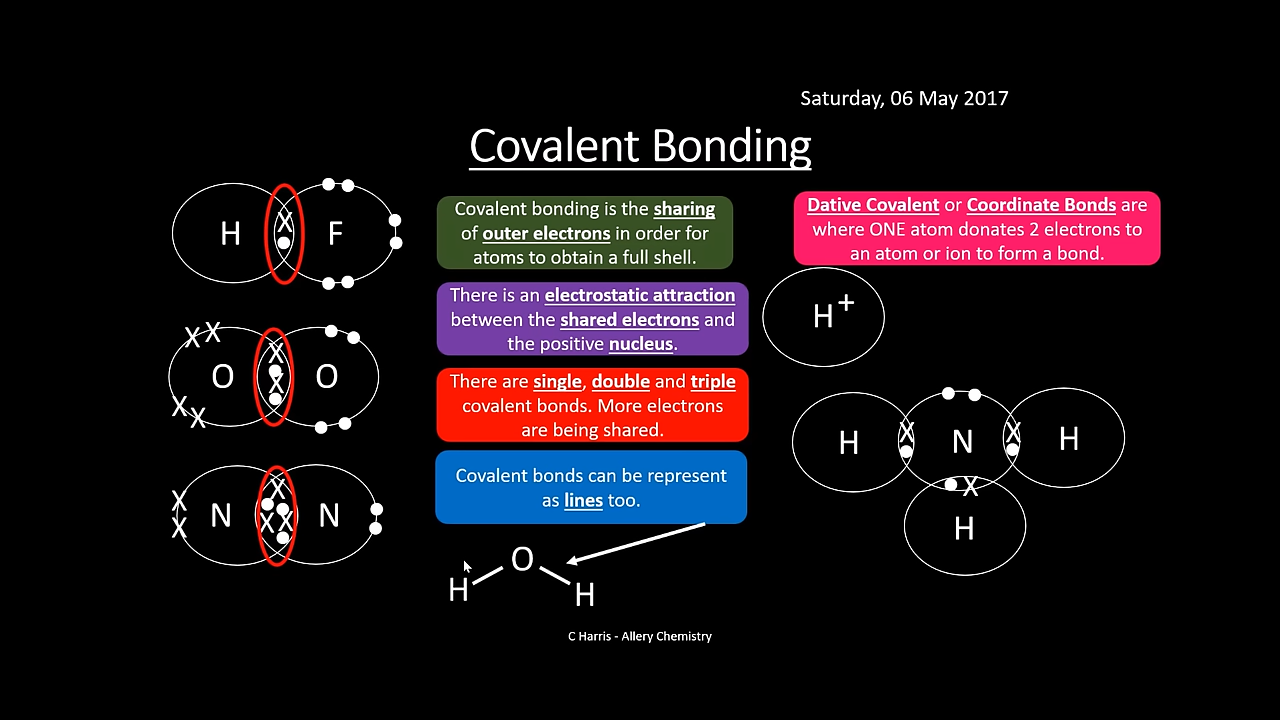 Saturday, 06 May 2017
Covalent Bonding
H F
O O
N N
Covalent bonding is the sharing
of outer electrons in order for
atoms to obtain a full shell.
There is an electrostatic attraction
between the shared electrons and
the positive nucleus.
There are single, double and triple
covalent bonds. More electrons
are being shared.
Covalent bonds can be represent
as lines too.
O
H H
Dative Covalent or Coordinate Bonds are
where ONE atom donates 2 electrons to
an atom or ion to form a bond.
H+
H N H
H
C Harris - Allery Chemistry